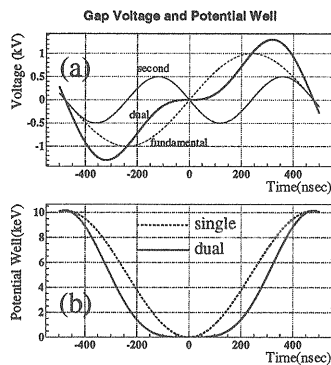 Gap Voltage and Potential Well
Voltage (kV)
1
0.5
0
-0.5
-1
(a)
second
dual
fundamental
-400
-200
0
200
400
Time(nsec)
Potential Well(keV)
10
8
6
4
2
0
(b)
single
dual
-400
-200
0
200
400
Time(nsec)